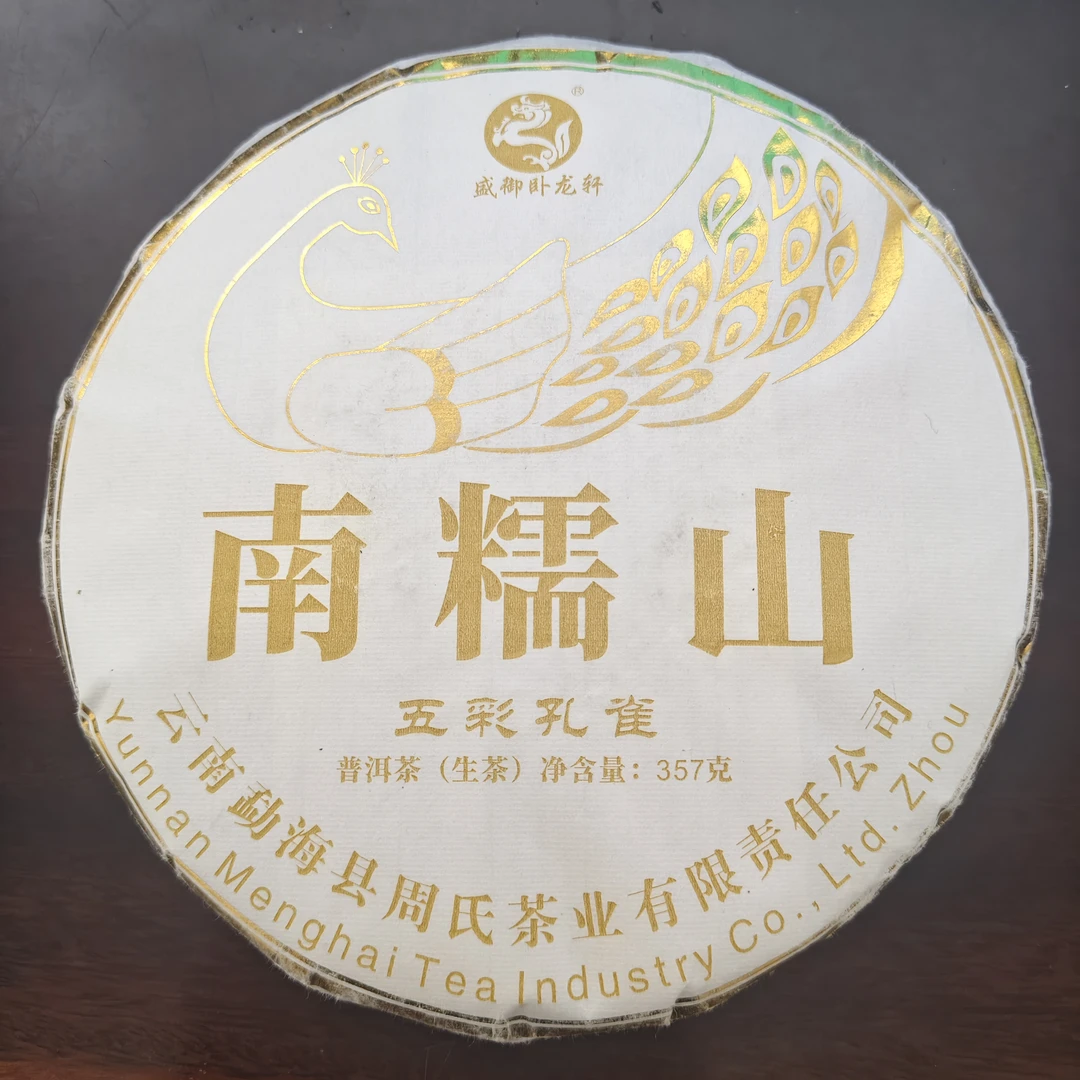 ®
盛御卧龙轩
南糯山
五彩孔雀
普洱茶（生茶）净含量：357克
云南勐海县周氏茶业有限责任公司
Yunnan Menghai Tea Industry Co., Ltd. Zhou